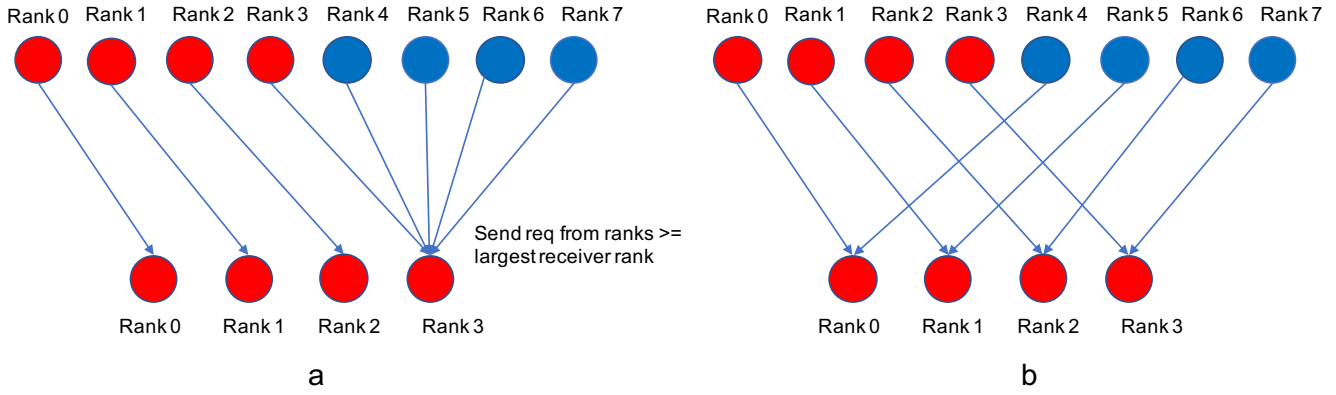 Rank 0 Rank 1 Rank 2 Rank 3 Rank 4 Rank 5 Rank 6 Rank 7
Send req from ranks >=
largest receiver rank
Rank 0 Rank 1 Rank 2 Rank 3
a
Rank 0 Rank 1 Rank 2 Rank 3 Rank 4 Rank 5 Rank 6 Rank 7
Rank 0 Rank 1 Rank 2 Rank 3
b